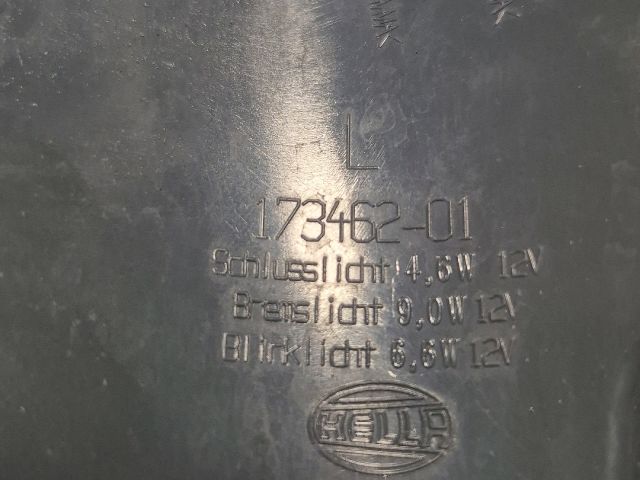 L
173462-01
Schlusslicht 4,6W 12V
Bremslicht 9,0W 12V
Blinklicht 6,6W 12V
HELLA